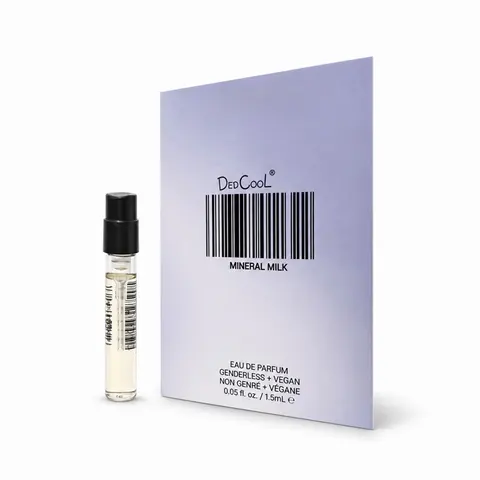 DedCool®
MINERAL MILK
EAU DE PARFUM
GENDERLESS + VEGAN
NON GENRÉ + VÉGANE
0.05 fl. oz. / 1.5mL ℮